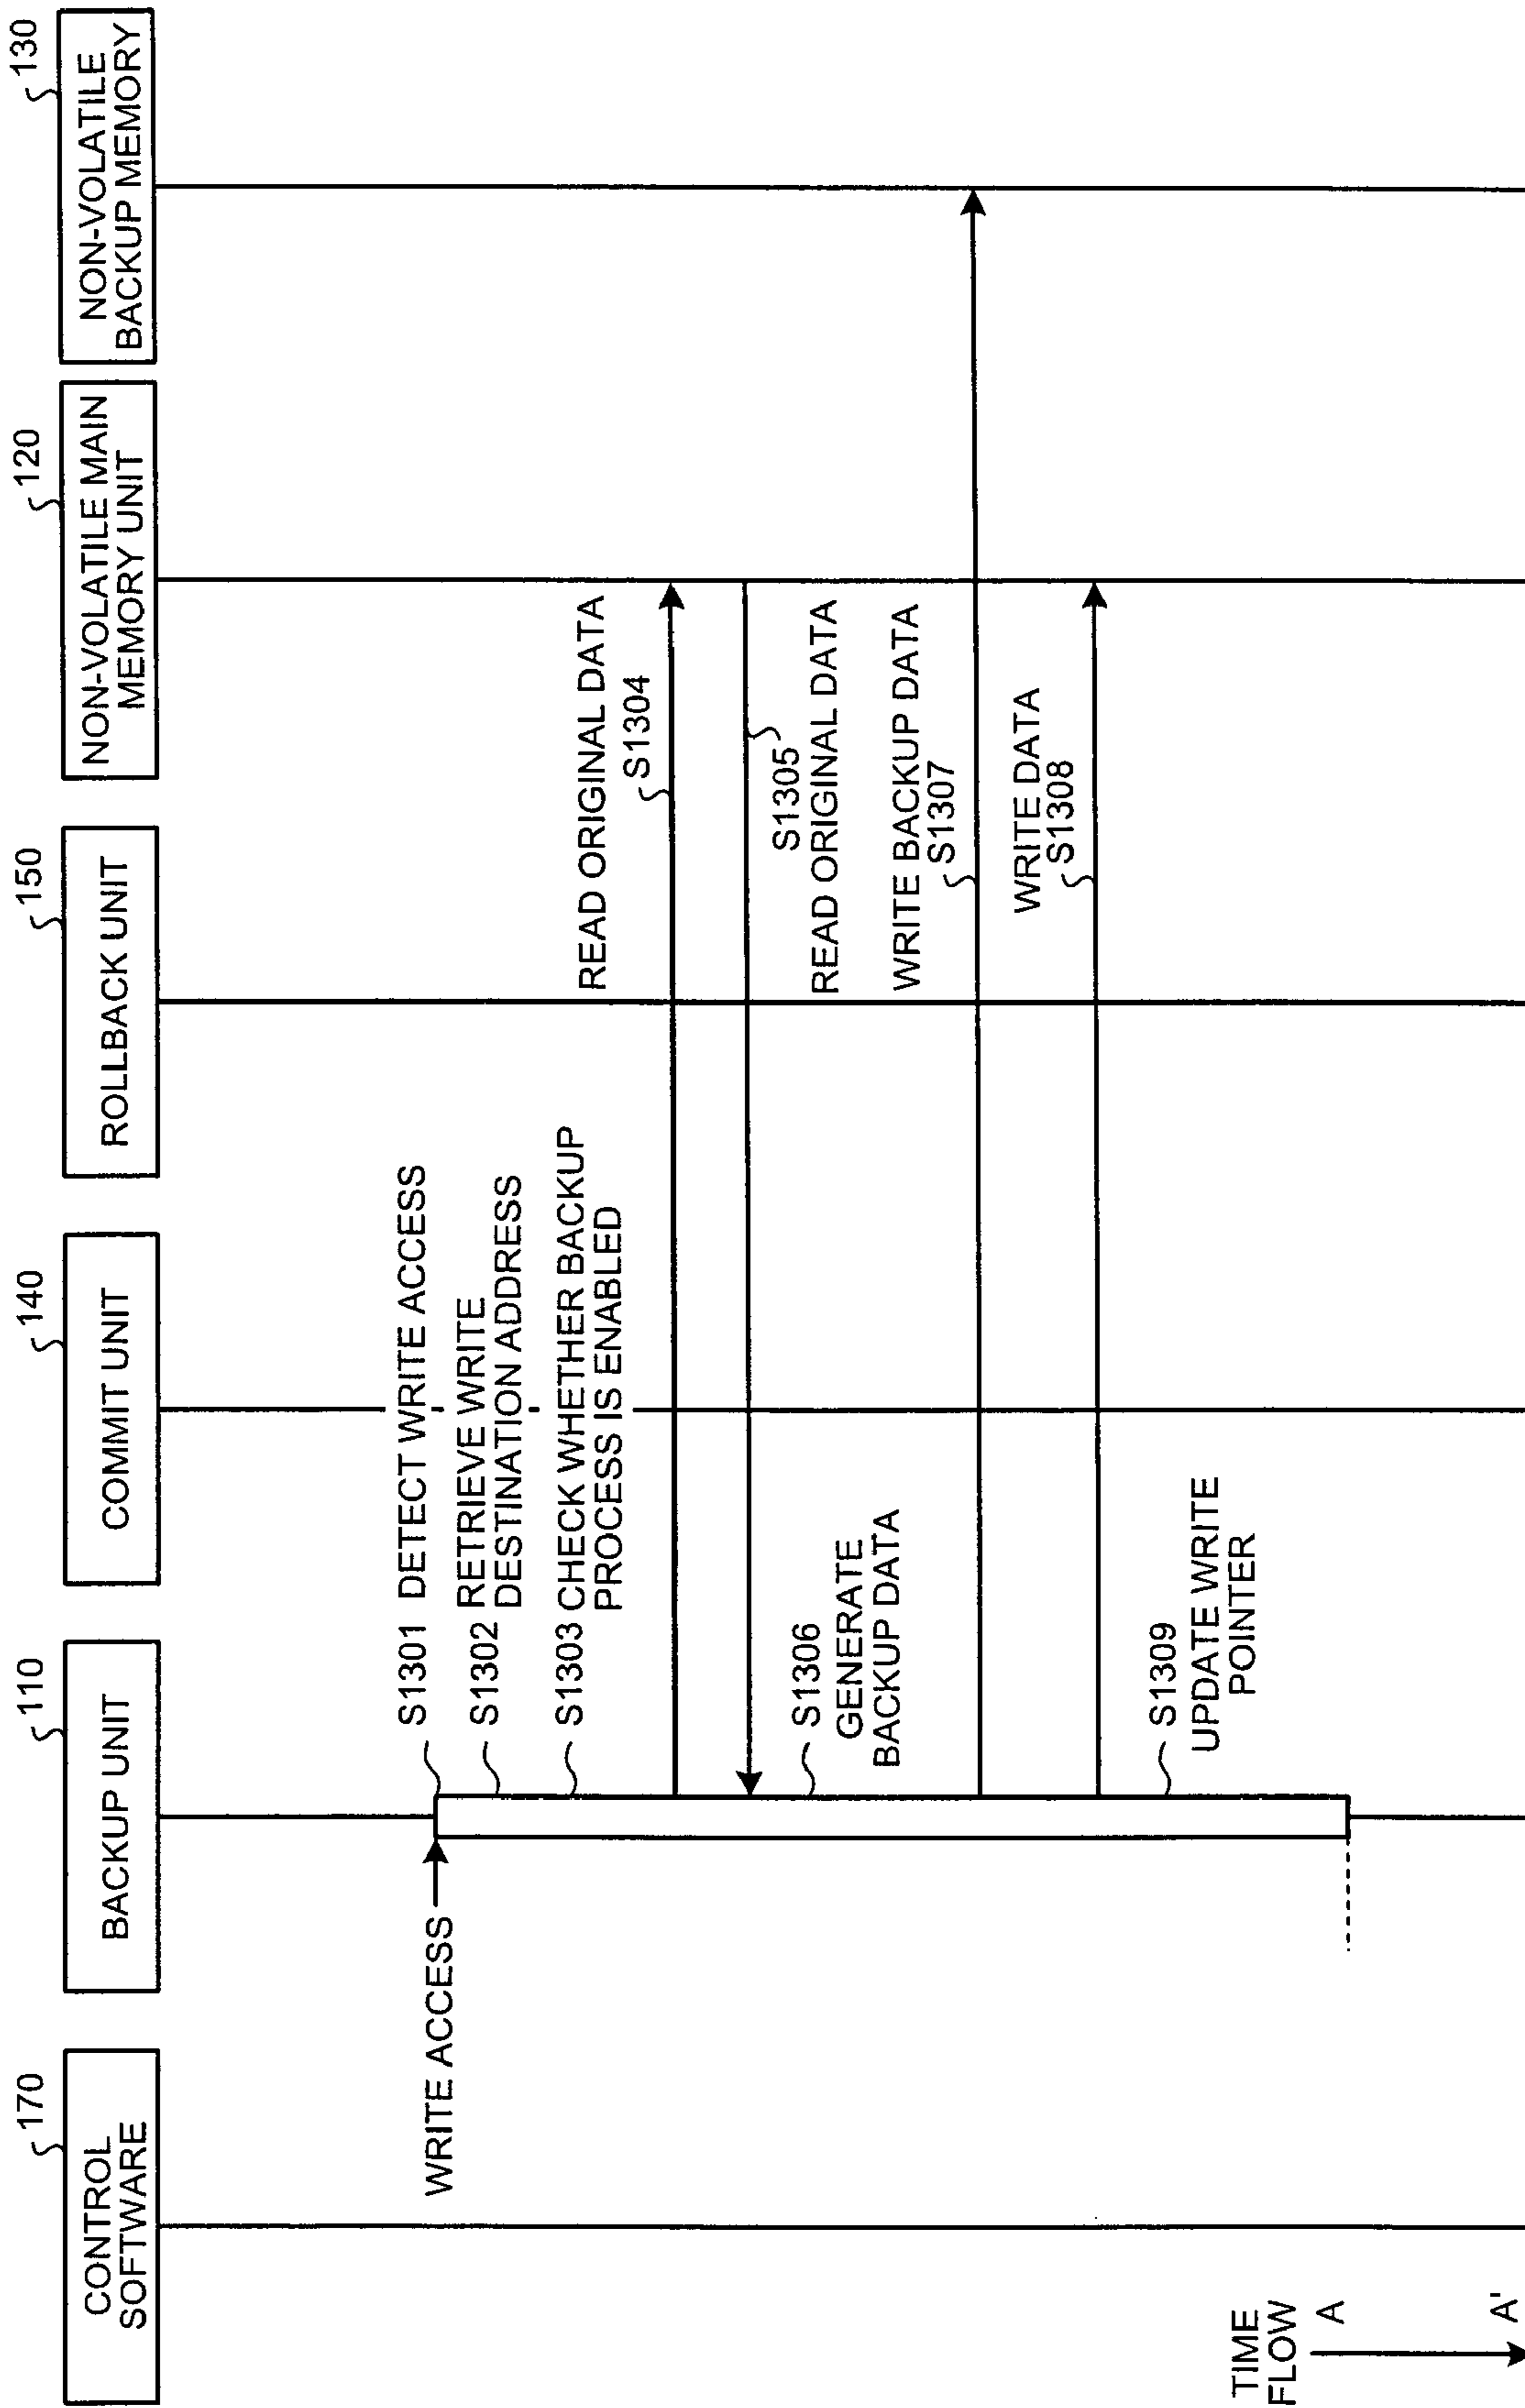 170
CONTROL
SOFTWARE
110
BACKUP UNIT
140
COMMIT UNIT
150
ROLLBACK UNIT
120
NON-VOLATILE MAIN
MEMORY UNIT
130
NON-VOLATILE
BACKUP MEMORY
WRITE ACCESS
S1301 DETECT WRITE ACCESS
S1302 RETRIEVE WRITE
DESTINATION ADDRESS
S1303 CHECK WHETHER BACKUP
PROCESS IS ENABLED
READ ORIGINAL DATA
S1304
S1305
READ ORIGINAL DATA
S1306
GENERATE
BACKUP DATA
WRITE BACKUP DATA
S1307
WRITE DATA
S1308
S1309
UPDATE WRITE
POINTER
TIME
FLOW
A
A'